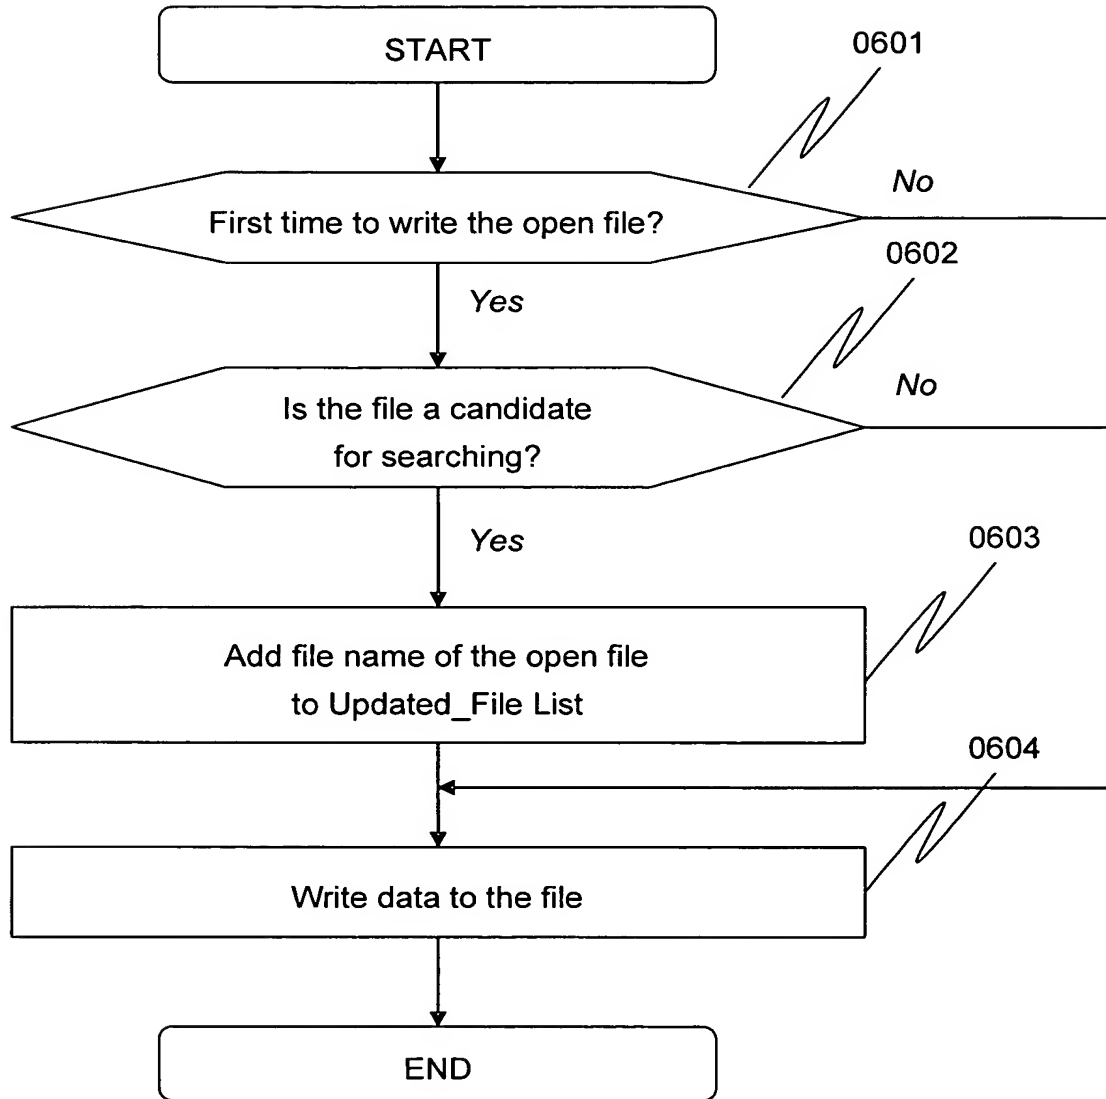 START
0601
No
First time to write the open file?
0602
Yes
No
Is the file a candidate
for searching?
Yes
0603
Add file name of the open file
to Updated_File List
0604
Write data to the file
END